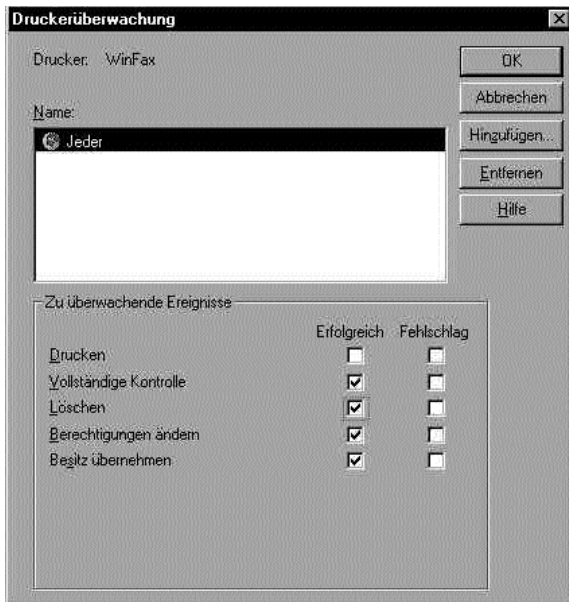 Druckerüberwachung
Drucker: WinFax
OK
Abbrechen
Hinzufügen...
Entfernen
Hilfe
Name:
Jeder
Zu überwachende Ereignisse
Erfolgreich Fehlschlag
Drucken
Vollständige Kontrolle
Löschen
Berechtigungen ändern
Besitz übernehmen